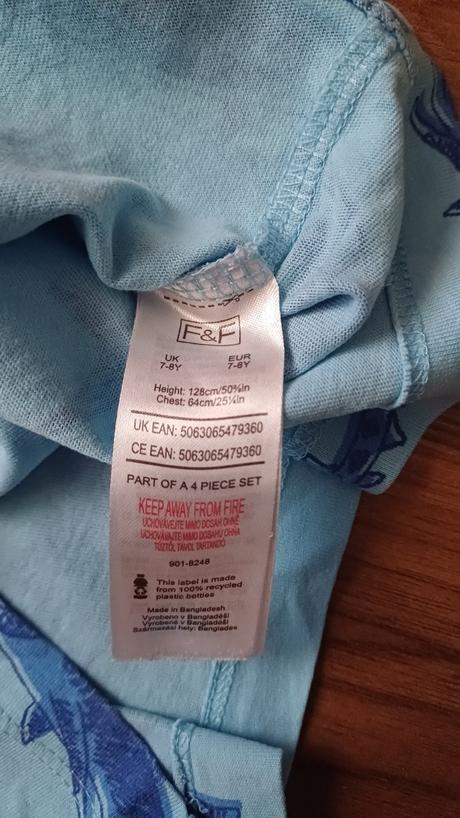 F&F
UK EUR
7-8Y 7-8Y
Height: 128cm/50⅜in
Chest: 64cm/25¼in
UK EAN: 5063065479360
CE EAN: 5063065479360
PART OF A 4 PIECE SET
KEEP AWAY FROM FIRE
UCHOVÁVEJTE MIMO DOSAH OHNĚ
UCHOVÁVAJTE MIMO DOSAHU OHŇA
TŰZTŐL TÁVOL TARTANDÓ
901-8248
This label is made
from 100% recycled
plastic bottles
Made in Bangladesh
Vyrobeno v Bangladéši
Vyrobené v Bangladéši
Származási hely: Banglades